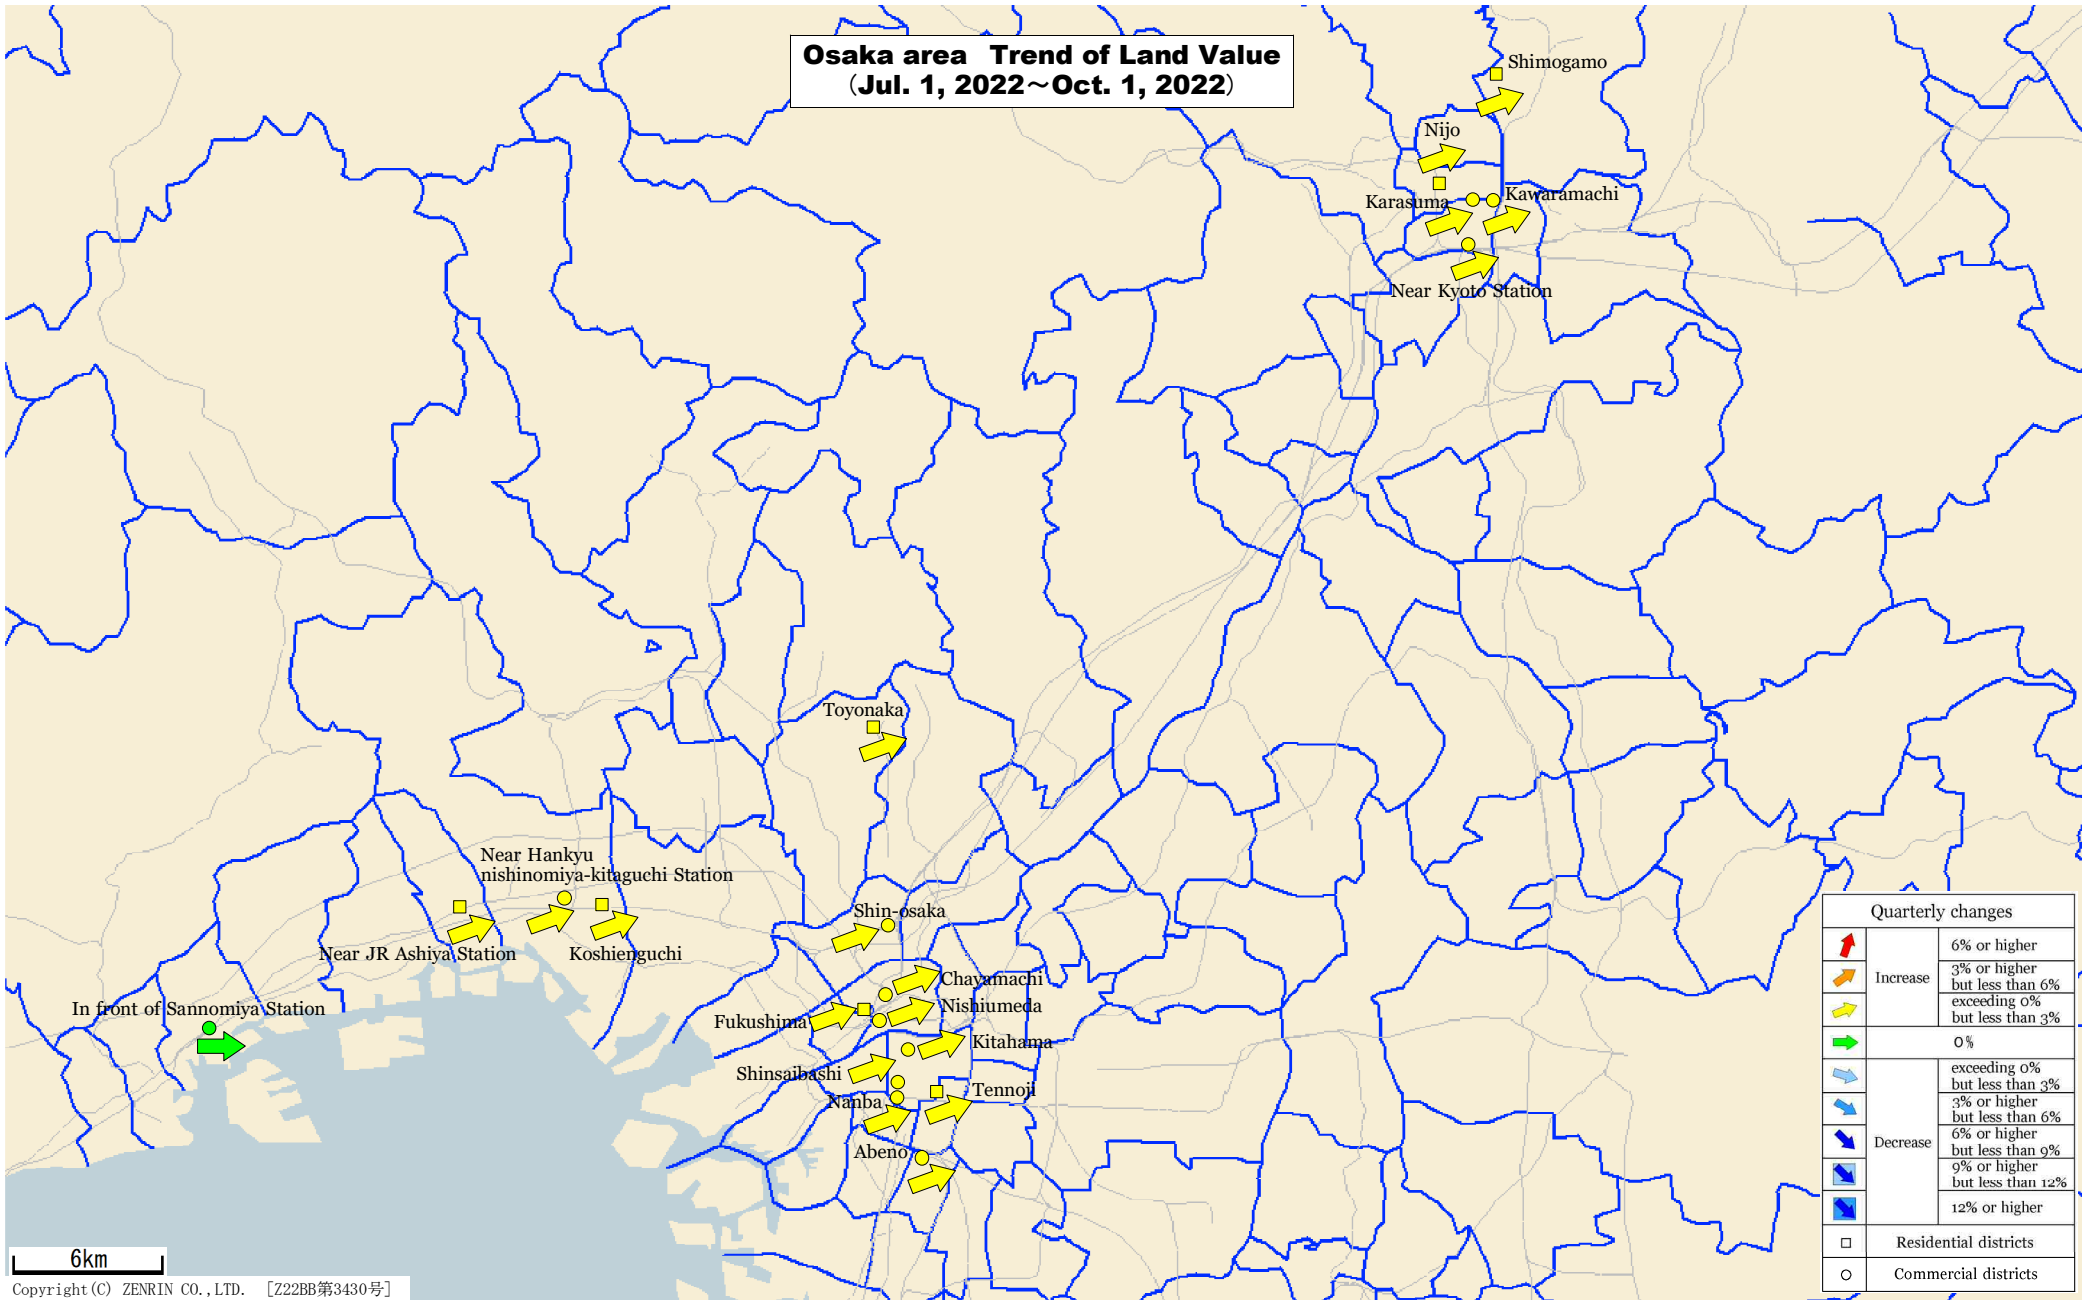 Osaka area Trend of Land Value
（Jul. 1, 2022～Oct. 1, 2022）
Shimogamo
Nijo
Kawaramachi
Karasuma
Near Kyoto Station
Toyonaka
Near Hankyu
nishinomiya-kitaguchi Station
Near JR Ashiya Station
Koshienguchi
In front of Sannomiya Station
Shin-osaka
Chayamachi
Nishiumeda
Fukushima
Kitahama
Shinsaibashi
Tennoji
Nanba
Abeno
Quarterly changes
Increase
6% or higher
3% or higher
but less than 6%
exceeding 0%
but less than 3%
0%
Decrease
exceeding 0%
but less than 3%
3% or higher
but less than 6%
6% or higher
but less than 9%
9% or higher
but less than 12%
12% or higher
Residential districts
Commercial districts
6km
Copyright(C) ZENRIN CO.,LTD. [Z22BB第3430号]